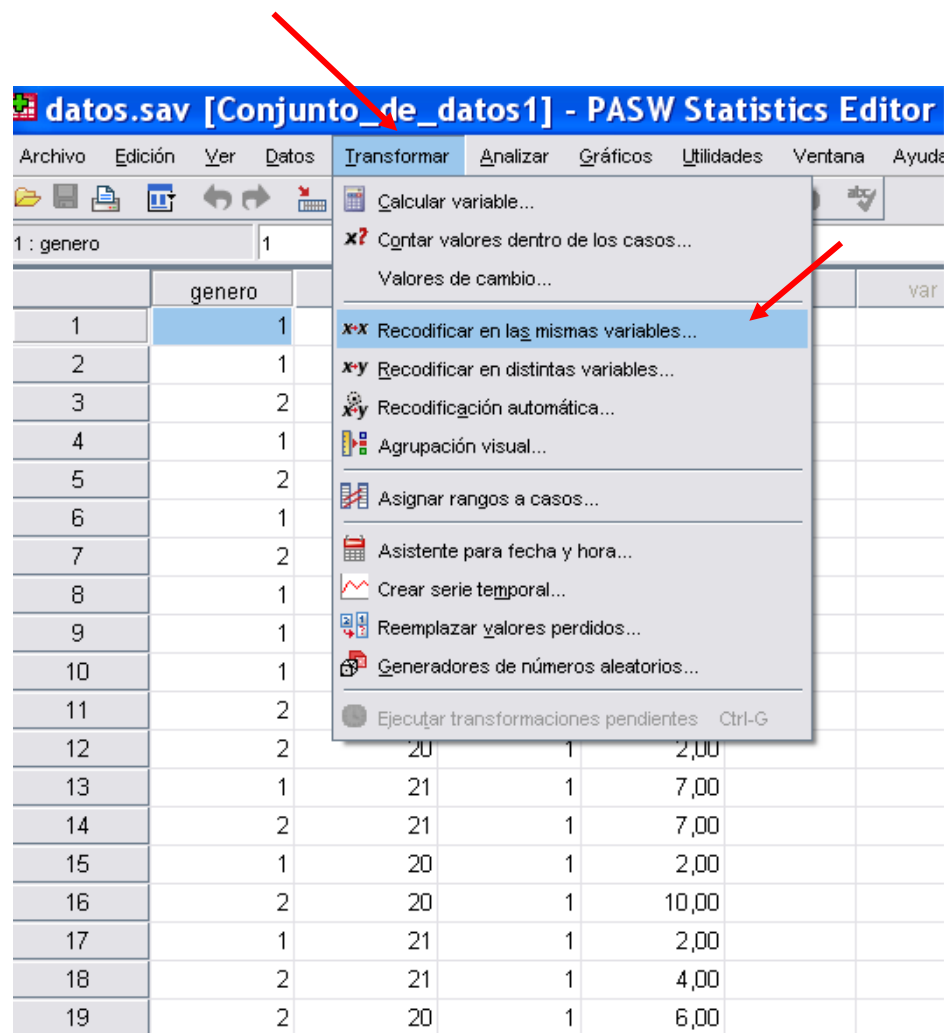 datos.sav [Conjunto_de_datos1] - PASW Statistics Editor
Archivo Edición Ver Datos Transformar Analizar Gráficos Utilidades Ventana Ayuda
1 : genero 1
genero var
Calcular variable...
Contar valores dentro de los casos...
Valores de cambio...
Recodificar en las mismas variables...
Recodificar en distintas variables...
Recodificación automática...
Agrupación visual...
Asignar rangos a casos...
Asistente para fecha y hora...
Crear serie temporal...
Reemplazar valores perdidos...
Generadores de números aleatorios...
Ejecutar transformaciones pendientes Ctrl-G
1 1
2 1
3 2
4 1
5 2
6 1
7 2
8 1
9 1
10 1
11 2
12 2 20 1 2,00
13 1 21 1 7,00
14 2 21 1 7,00
15 1 20 1 2,00
16 2 20 1 10,00
17 1 21 1 2,00
18 2 21 1 4,00
19 2 20 1 6,00